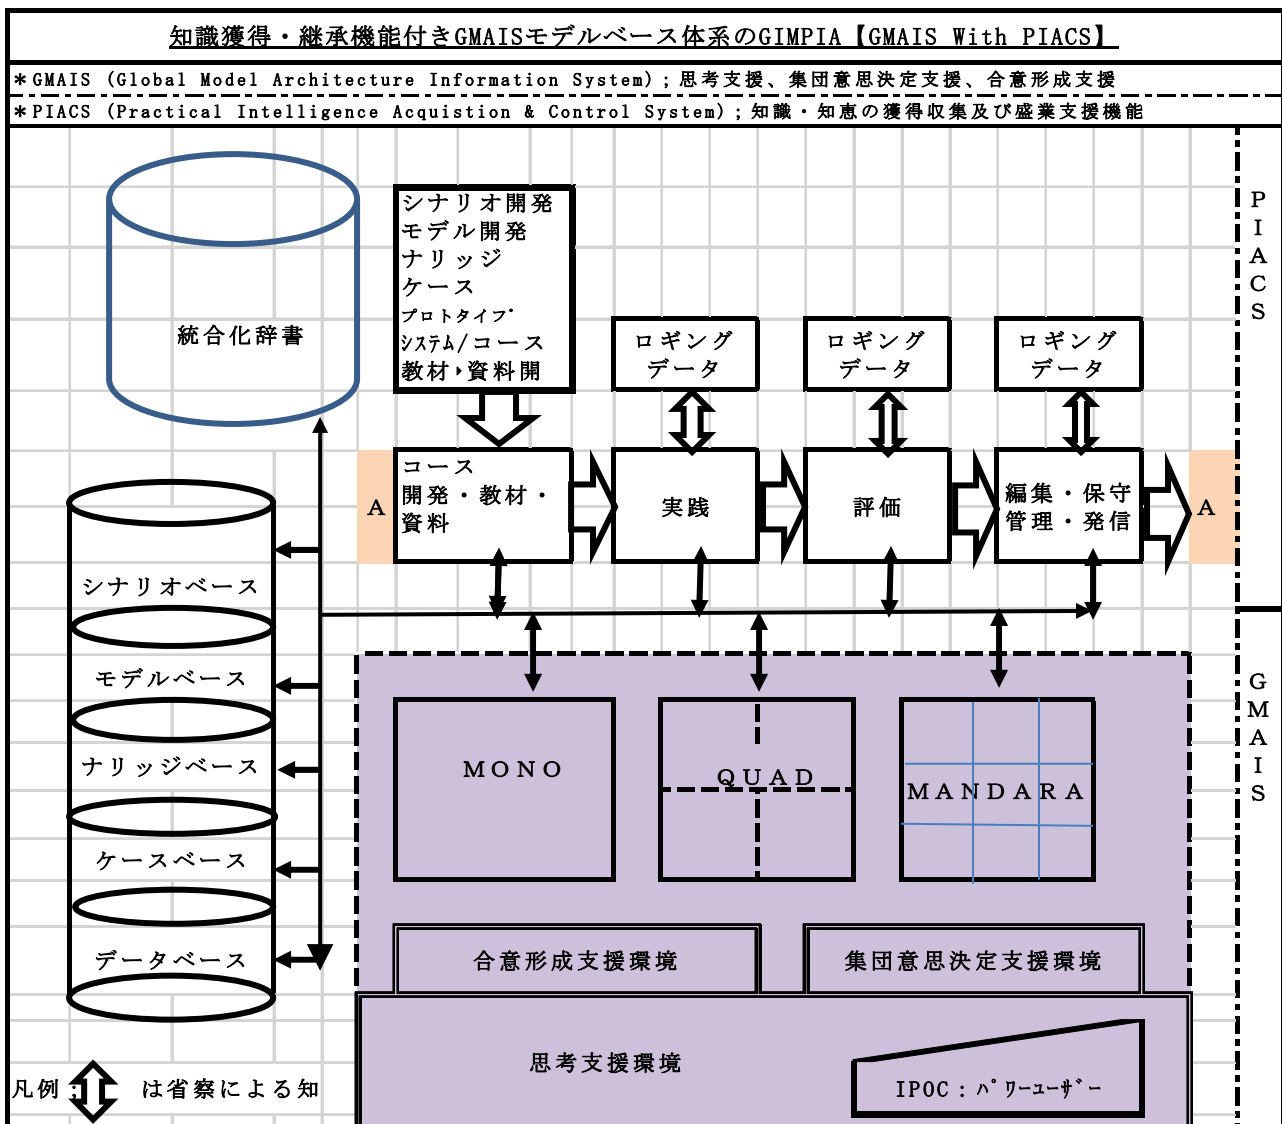 知識獲得・継承機能付きGMAISモデルベース体系のGIMPIA【GMAIS With PIACS】
＊GMAIS (Global Model Architecture Information System)；思考支援、集団意思決定支援、合意形成支援
＊PIACS (Practical Intelligence Acquistion & Control System)；知識・知恵の獲得収集及び盛業支援機能
PIACS
シナリオ開発
モデル開発
ナリッジ
ケース
プロトタイプ
システム/コース
教材・資料開
統合化辞書
ロギング
データ
ロギング
データ
ロギング
データ
A
コース
開発・教材・
資料
実践
評価
編集・保守
管理・発信
A
シナリオベース
モデルベース
ナリッジベース
ケースベース
データベース
GMAIS
MONO
QUAD
MANDARA
合意形成支援環境
集団意思決定支援環境
思考支援環境
IPOC：パワーユーザー
凡例：
は省察による知